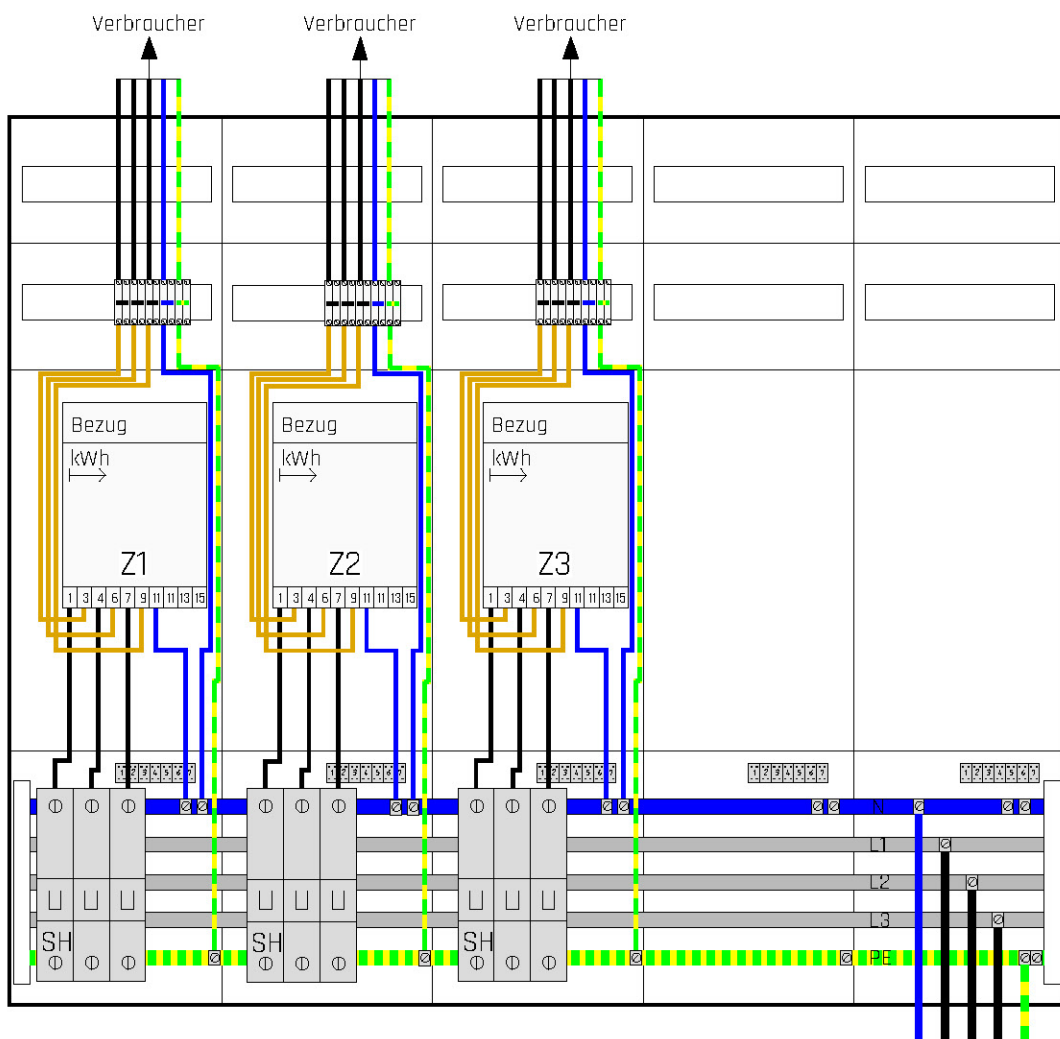 Verbraucher Verbraucher Verbraucher
Bezug Bezug Bezug
kWh kWh kWh
Z1 Z2 Z3
1 3 4 6 7 9 11 11 13 15 1 3 4 6 7 9 11 11 13 15 1 3 4 6 7 9 11 11 13 15
1 2 3 4 5 6 7 1 2 3 4 5 6 7 1 2 3 4 5 6 7 1 2 3 4 5 6 7 1 2 3 4 5 6 7
N
L1
L2
L3
SH SH SH
PE